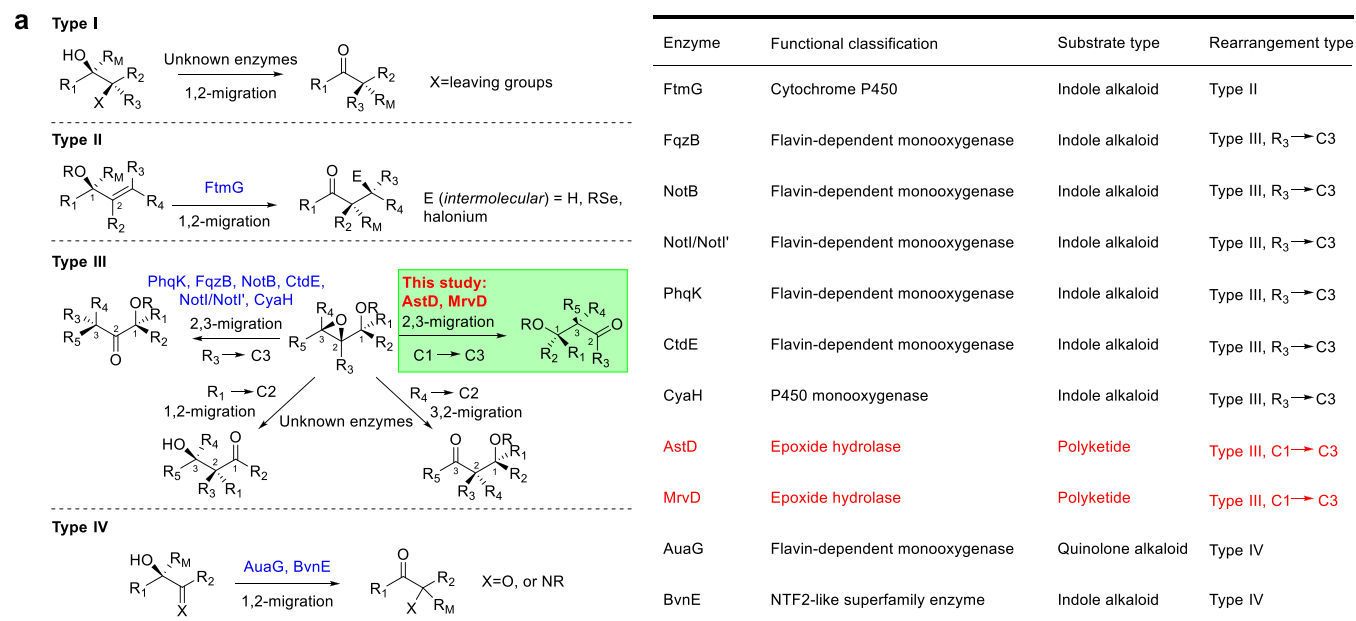 a
Type I
HO
RM
R1
R2
X
R3
Unknown enzymes
1,2-migration
O
R1
R2
R3
RM
X=leaving groups
Type II
RO
RM
R3
R1
1
2
R4
R2
FtmG
1,2-migration
O
E
R3
R1
R4
R2
RM
E (intermolecular) = H, RSe,
halonium
Type III
PhqK, FqzB, NotB, CtdE,
NotI/NotI', CyaH
2,3-migration
R3→C3
R4
OR
R3
R1
R5
3
2
1
R2
O
R4
O
OR
R1
R5
3
2
1
R2
R3
This study:
AstD, MrvD
2,3-migration
C1→C3
R5
R4
RO
1
3
O
R2
R1
2
R3
R1→C2
1,2-migration
Unknown enzymes
R4→C2
3,2-migration
HO
R4
O
R5
3
2
1
R2
R3
R1
O
OR
R1
R5
3
2
1
R2
R3
R4
Type IV
HO
RM
R1
R2
X
AuaG, BvnE
1,2-migration
O
R1
R2
X
RM
X=O, or NR
Enzyme Functional classification Substrate type Rearrangement type
FtmG Cytochrome P450 Indole alkaloid Type II
FqzB Flavin-dependent monooxygenase Indole alkaloid Type III, R3→C3
NotB Flavin-dependent monooxygenase Indole alkaloid Type III, R3→C3
NotI/NotI' Flavin-dependent monooxygenase Indole alkaloid Type III, R3→C3
PhqK Flavin-dependent monooxygenase Indole alkaloid Type III, R3→C3
CtdE Flavin-dependent monooxygenase Indole alkaloid Type III, R3→C3
CyaH P450 monooxygenase Indole alkaloid Type III, R3→C3
AstD Epoxide hydrolase Polyketide Type III, C1→C3
MrvD Epoxide hydrolase Polyketide Type III, C1→C3
AuaG Flavin-dependent monooxygenase Quinolone alkaloid Type IV
BvnE NTF2-like superfamily enzyme Indole alkaloid Type IV